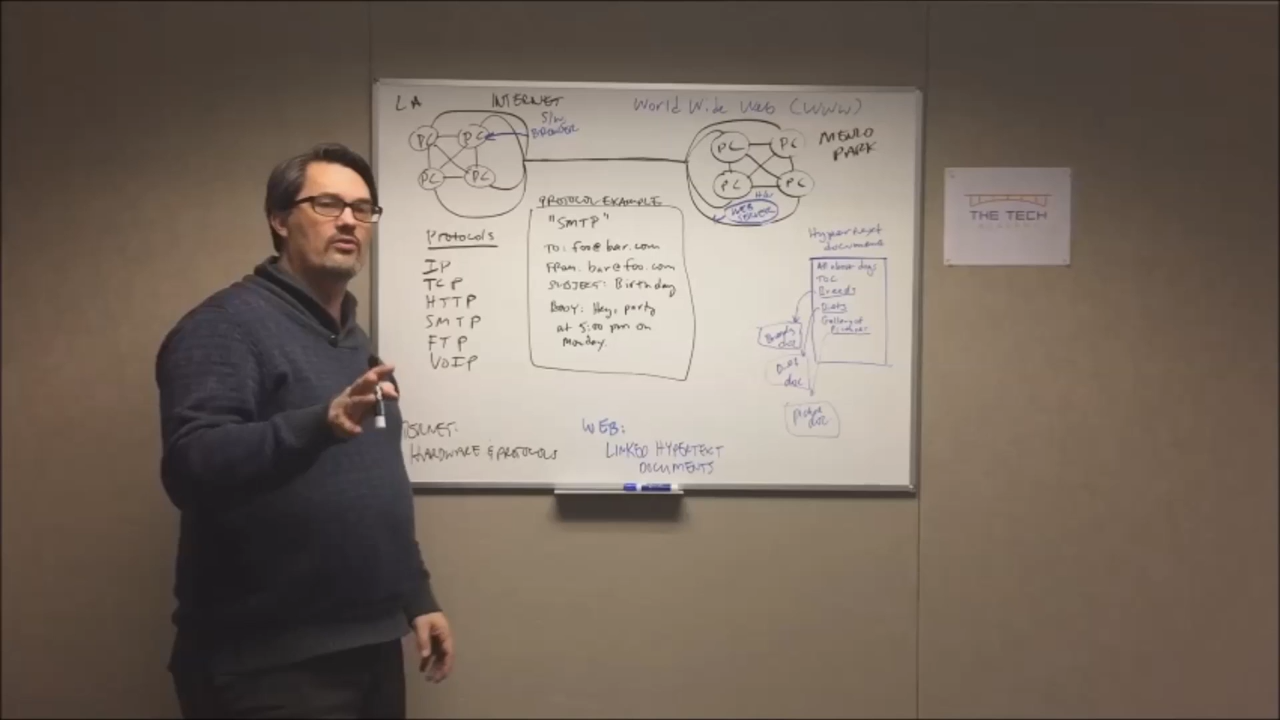 LA
INTERNET
World Wide Web (WWW)
S/W
BROWSER
PC
PC
PC
PC
PC
PC
PC
PC
MENLO
PARK
H/W
WEB
SERVER
Protocols
IP
TCP
HTTP
SMTP
FTP
VOIP
PROTOCOL EXAMPLE
"SMTP"
TO: foo@bar.com
From: bar@foo.com
SUBJECT: Birthday
BODY: Hey, party
at 5:00 pm on
Monday.
Hypertext
document
All about dogs
TOC
Breeds
Diets
Gallery of
Pictures
doc
doc
Picture
doc
HARDWARE & PROTOCOLS
WEB:
LINKED HYPERTEXT
DOCUMENTS
THE TECH
ACADEMY